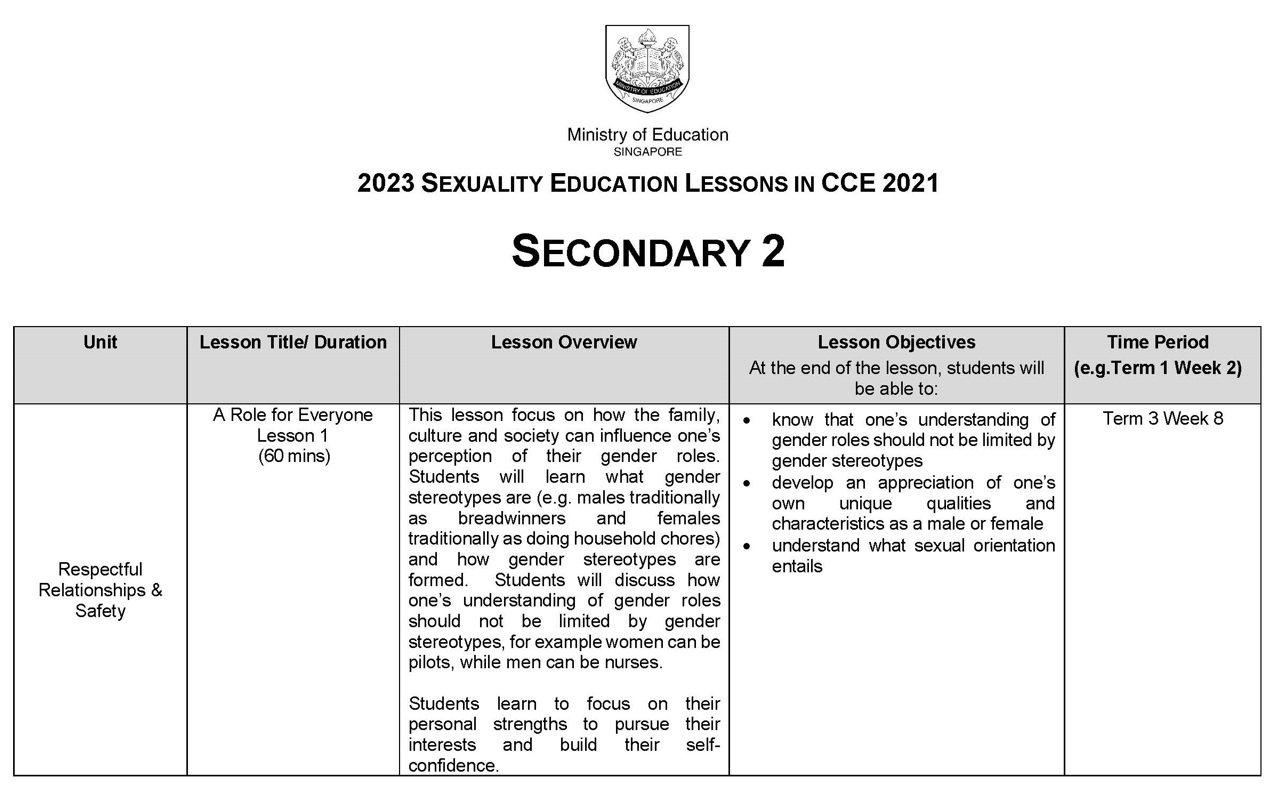 MINISTRY OF EDUCATION
SINGAPORE
Ministry of Education
SINGAPORE
2023 SEXUALITY EDUCATION LESSONS IN CCE 2021
SECONDARY 2
Unit
Lesson Title/ Duration
Lesson Overview
Lesson Objectives
At the end of the lesson, students will
be able to:
Time Period
(e.g.Term 1 Week 2)
Respectful
Relationships &
Safety
A Role for Everyone
Lesson 1
(60 mins)
This lesson focus on how the family,
culture and society can influence one's
perception of their gender roles.
Students will learn what gender
stereotypes are (e.g. males traditionally
as breadwinners and females
traditionally as doing household chores)
and how gender stereotypes are
formed. Students will discuss how
one's understanding of gender roles
should not be limited by gender
stereotypes, for example women can be
pilots, while men can be nurses.
Students learn to focus on their
personal strengths to pursue their
interests and build their self-
confidence.
• know that one's understanding of
gender roles should not be limited by
gender stereotypes
• develop an appreciation of one's
own unique qualities and
characteristics as a male or female
• understand what sexual orientation
entails
Term 3 Week 8